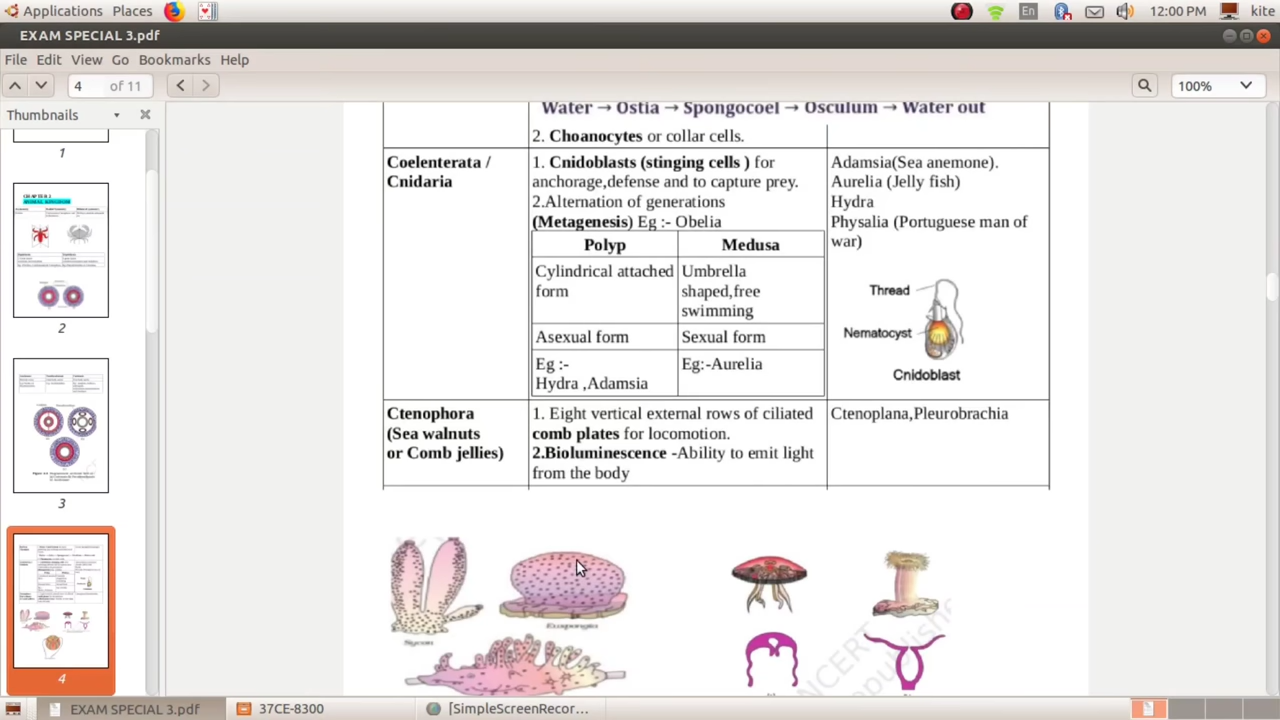 Applications Places
En
12:00 PM
kite
EXAM SPECIAL 3.pdf
File Edit View Go Bookmarks Help
4 of 11
100%
Thumbnails
1
2
3
4
Water → Ostia → Spongocoel → Osculum → Water out
2. Choanocytes or collar cells.
Coelenterata /
Cnidaria
1. Cnidoblasts (stinging cells ) for
anchorage,defense and to capture prey.
2.Alternation of generations
(Metagenesis) Eg :- Obelia
Polyp
Medusa
Cylindrical attached
form
Umbrella
shaped,free
swimming
Asexual form
Sexual form
Eg :-
Hydra ,Adamsia
Eg:-Aurelia
Adamsia(Sea anemone).
Aurelia (Jelly fish)
Hydra
Physalia (Portuguese man of
war)
Thread
Nematocyst
Cnidoblast
Ctenophora
(Sea walnuts
or Comb jellies)
1. Eight vertical external rows of ciliated
comb plates for locomotion.
2.Bioluminescence -Ability to emit light
from the body
Ctenoplana,Pleurobrachia
Sycon
Euspongia
NCERT
EXAM SPECIAL 3.pdf
37CE-8300
[SimpleScreenRecor...